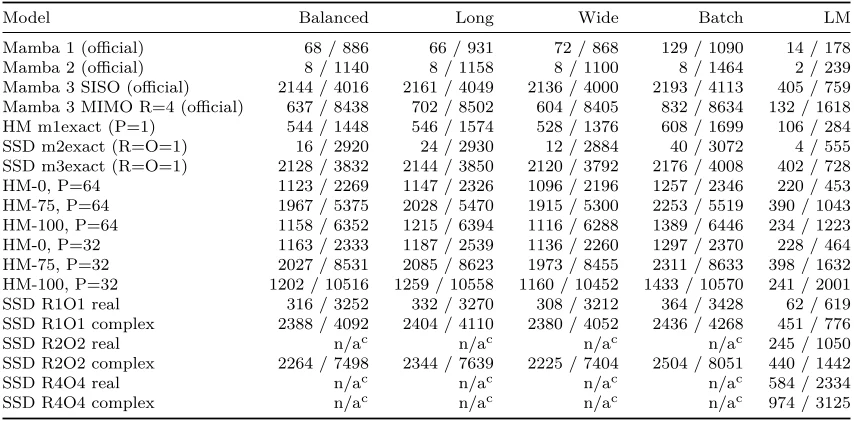 Model Balanced Long Wide Batch LM
Mamba 1 (official) 68 / 886 66 / 931 72 / 868 129 / 1090 14 / 178
Mamba 2 (official) 8 / 1140 8 / 1158 8 / 1100 8 / 1464 2 / 239
Mamba 3 SISO (official) 2144 / 4016 2161 / 4049 2136 / 4000 2193 / 4113 405 / 759
Mamba 3 MIMO R=4 (official) 637 / 8438 702 / 8502 604 / 8405 832 / 8634 132 / 1618
HM m1exact (P=1) 544 / 1448 546 / 1574 528 / 1376 608 / 1699 106 / 284
SSD m2exact (R=O=1) 16 / 2920 24 / 2930 12 / 2884 40 / 3072 4 / 555
SSD m3exact (R=O=1) 2128 / 3832 2144 / 3850 2120 / 3792 2176 / 4008 402 / 728
HM-0, P=64 1123 / 2269 1147 / 2326 1096 / 2196 1257 / 2346 220 / 453
HM-75, P=64 1967 / 5375 2028 / 5470 1915 / 5300 2253 / 5519 390 / 1043
HM-100, P=64 1158 / 6352 1215 / 6394 1116 / 6288 1389 / 6446 234 / 1223
HM-0, P=32 1163 / 2333 1187 / 2539 1136 / 2260 1297 / 2370 228 / 464
HM-75, P=32 2027 / 8531 2085 / 8623 1973 / 8455 2311 / 8633 398 / 1632
HM-100, P=32 1202 / 10516 1259 / 10558 1160 / 10452 1433 / 10570 241 / 2001
SSD R1O1 real 316 / 3252 332 / 3270 308 / 3212 364 / 3428 62 / 619
SSD R1O1 complex 2388 / 4092 2404 / 4110 2380 / 4052 2436 / 4268 451 / 776
SSD R2O2 real n/aᶜ n/aᶜ n/aᶜ n/aᶜ 245 / 1050
SSD R2O2 complex 2264 / 7498 2344 / 7639 2225 / 7404 2504 / 8051 440 / 1442
SSD R4O4 real n/aᶜ n/aᶜ n/aᶜ n/aᶜ 584 / 2334
SSD R4O4 complex n/aᶜ n/aᶜ n/aᶜ n/aᶜ 974 / 3125